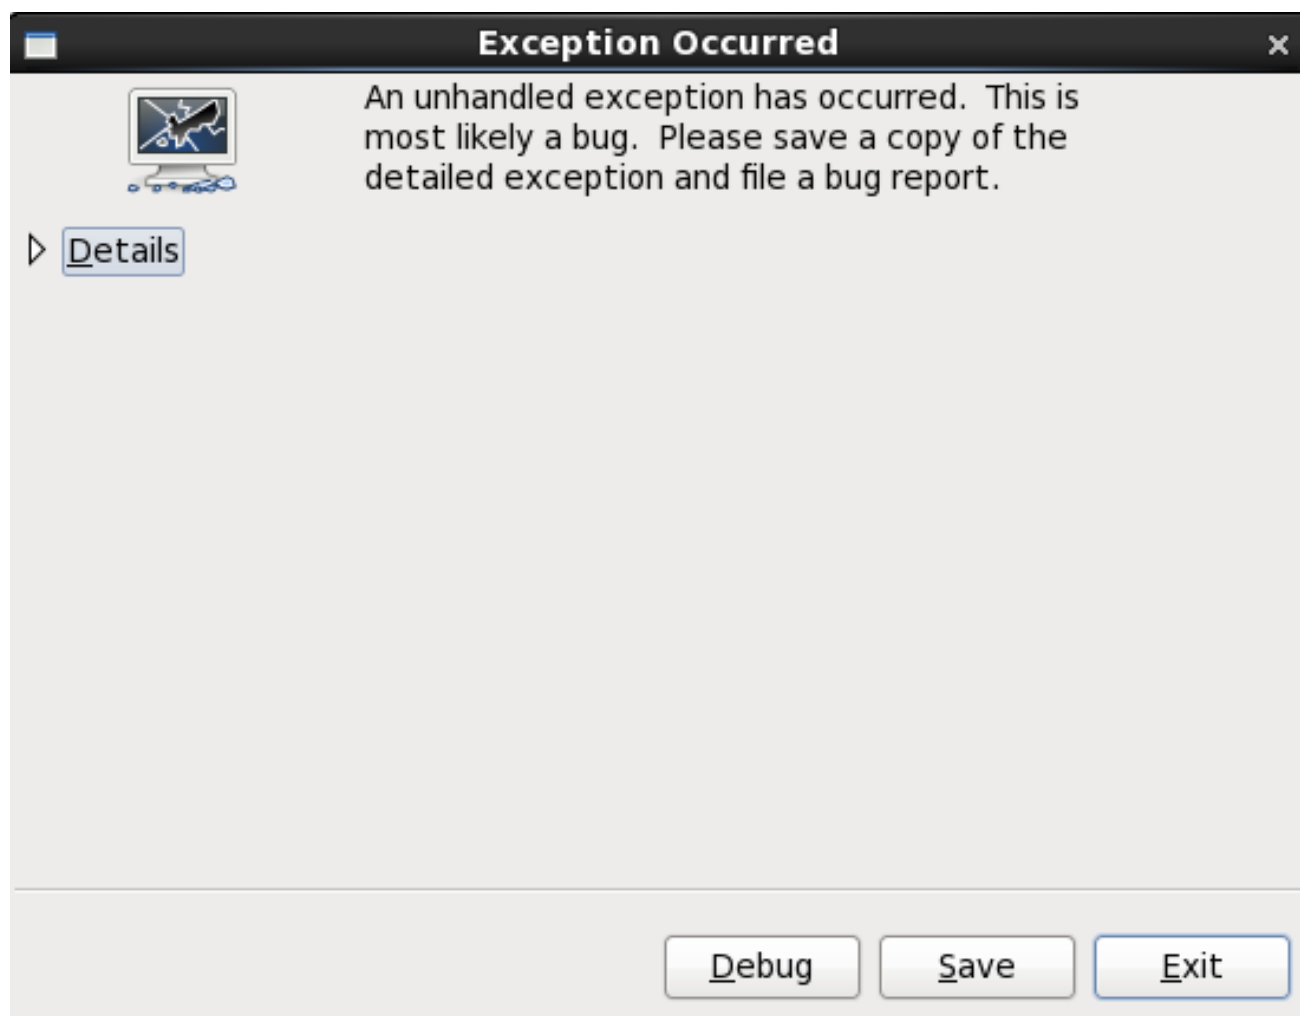 Exception Occurred
An unhandled exception has occurred.  This is
most likely a bug.  Please save a copy of the
detailed exception and file a bug report.
Details
Debug
Save
Exit